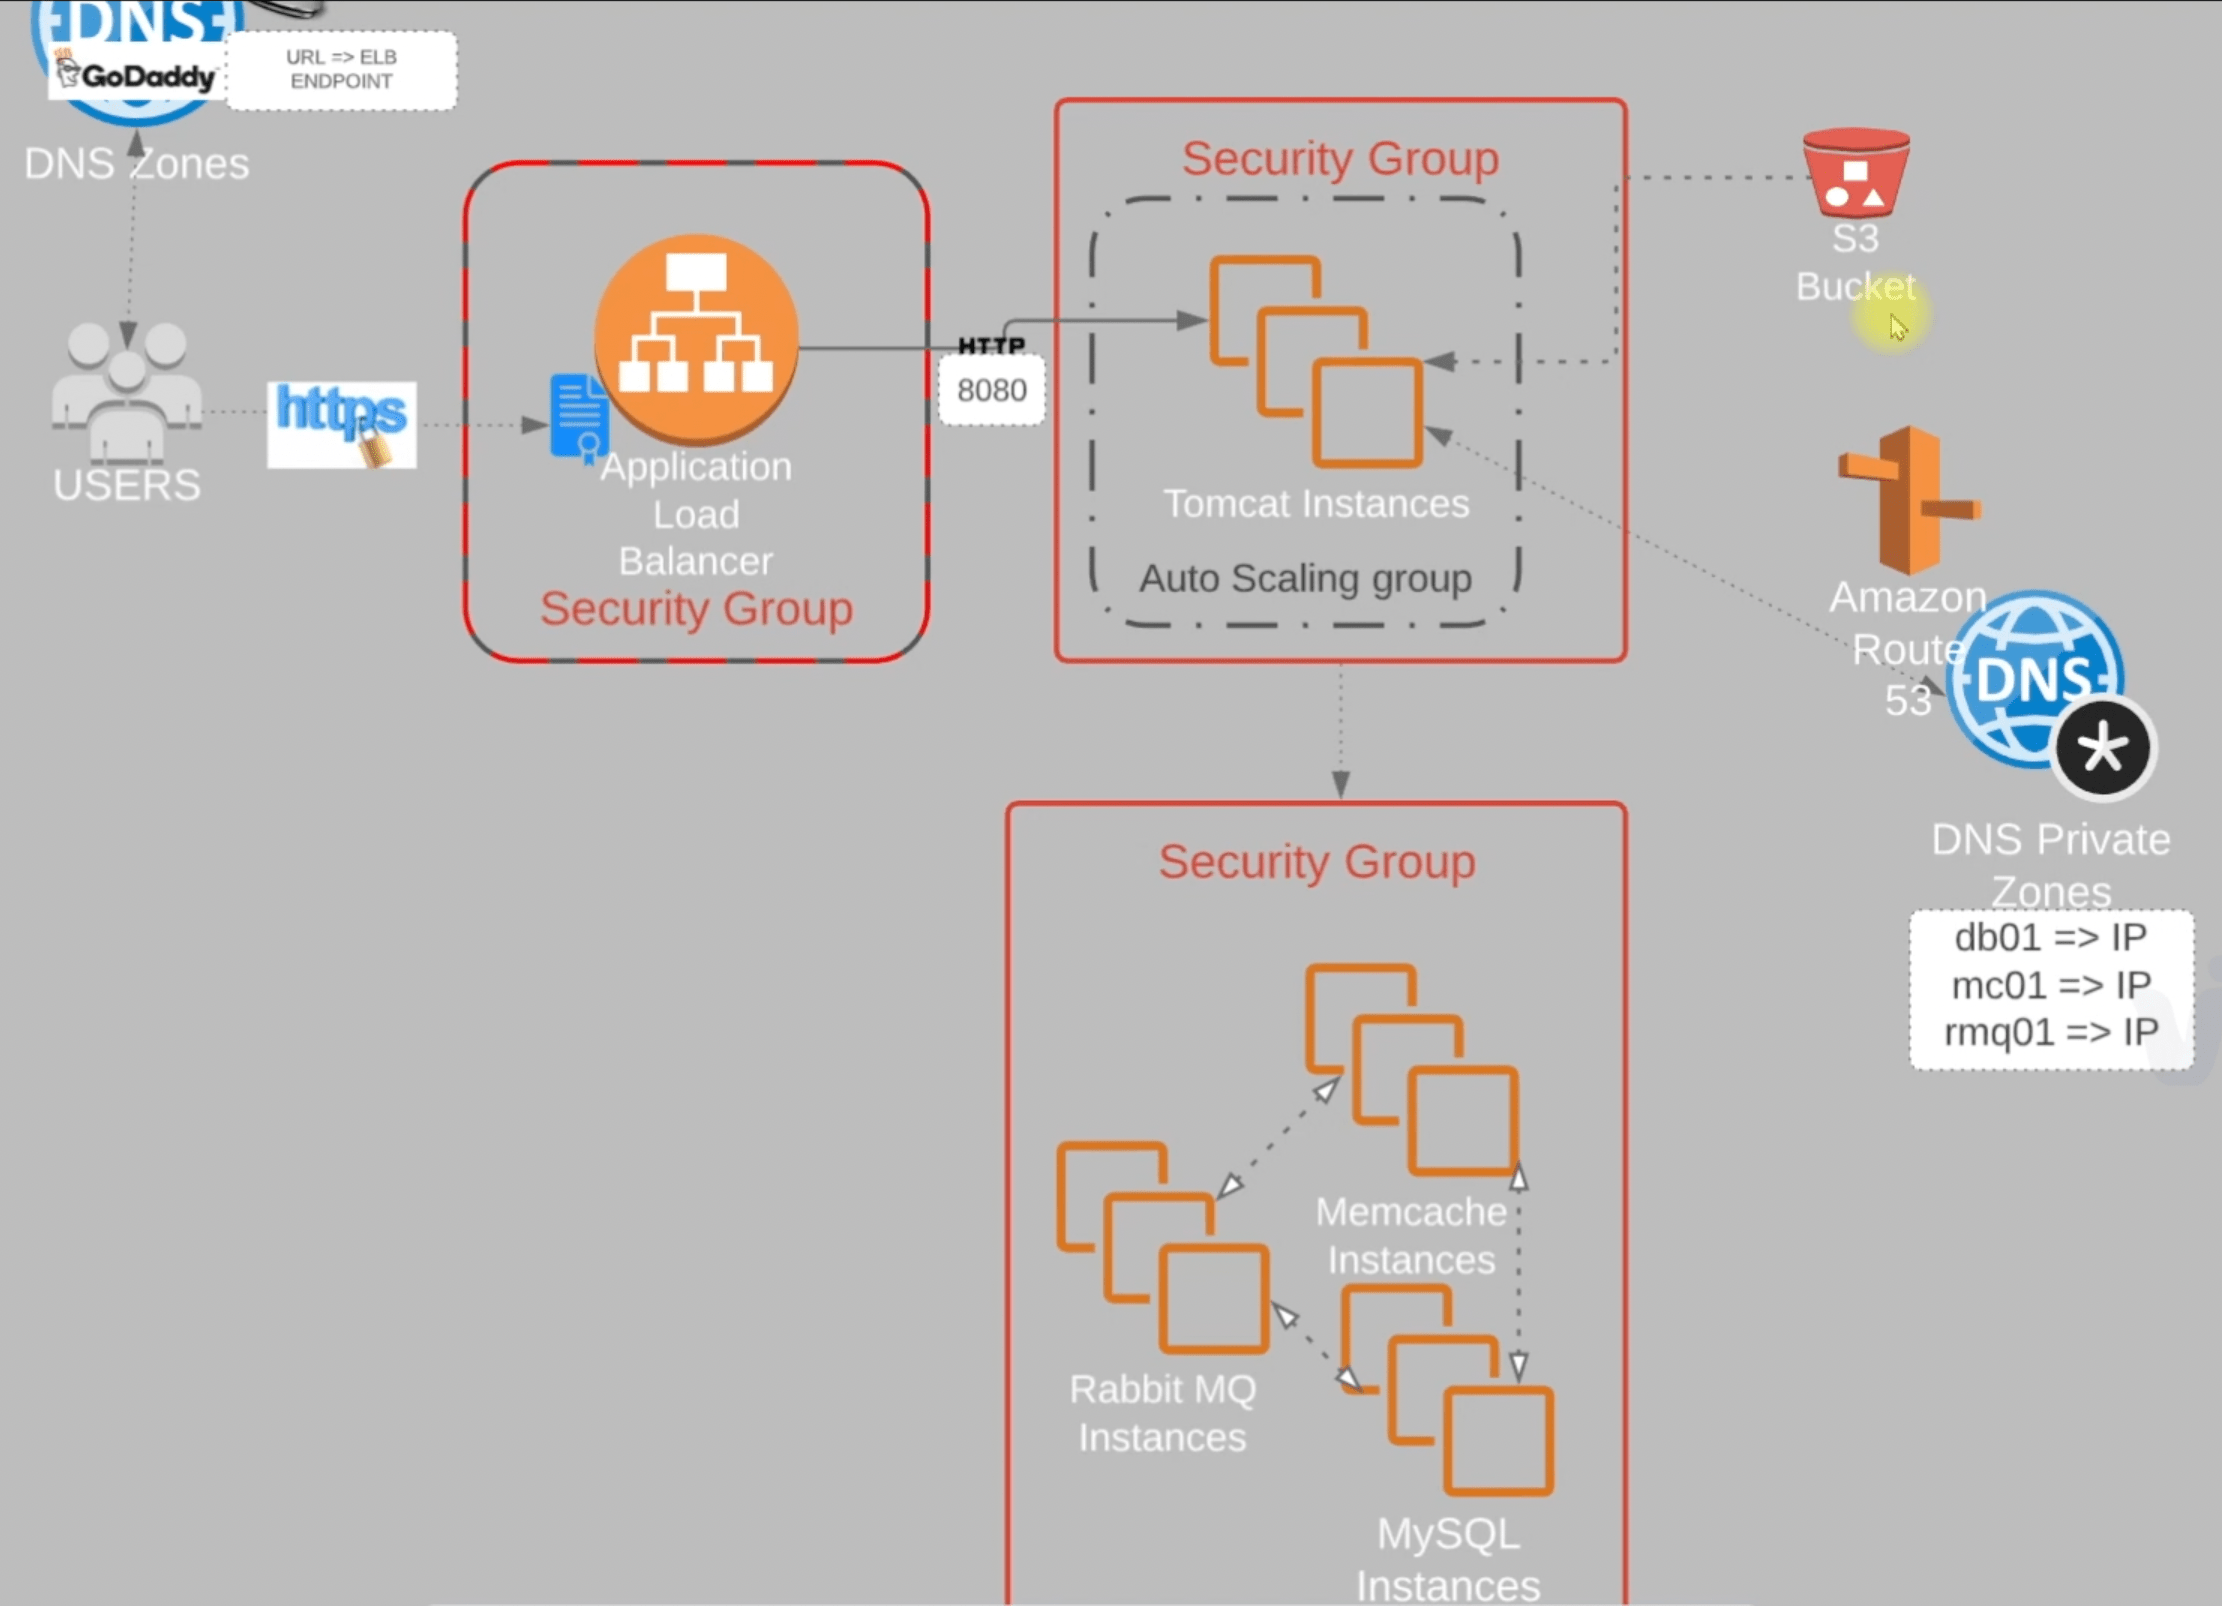 DNS
GoDaddy
URL => ELB
ENDPOINT
DNS Zones
USERS
https
Application
Load
Balancer
Security Group
HTTP
8080
Security Group
Tomcat Instances
Auto Scaling group
S3
Bucket
Amazon
Route
53
DNS
DNS Private
Zones
db01 => IP
mc01 => IP
rmq01 => IP
Security Group
Memcache
Instances
Rabbit MQ
Instances
MySQL
Instances